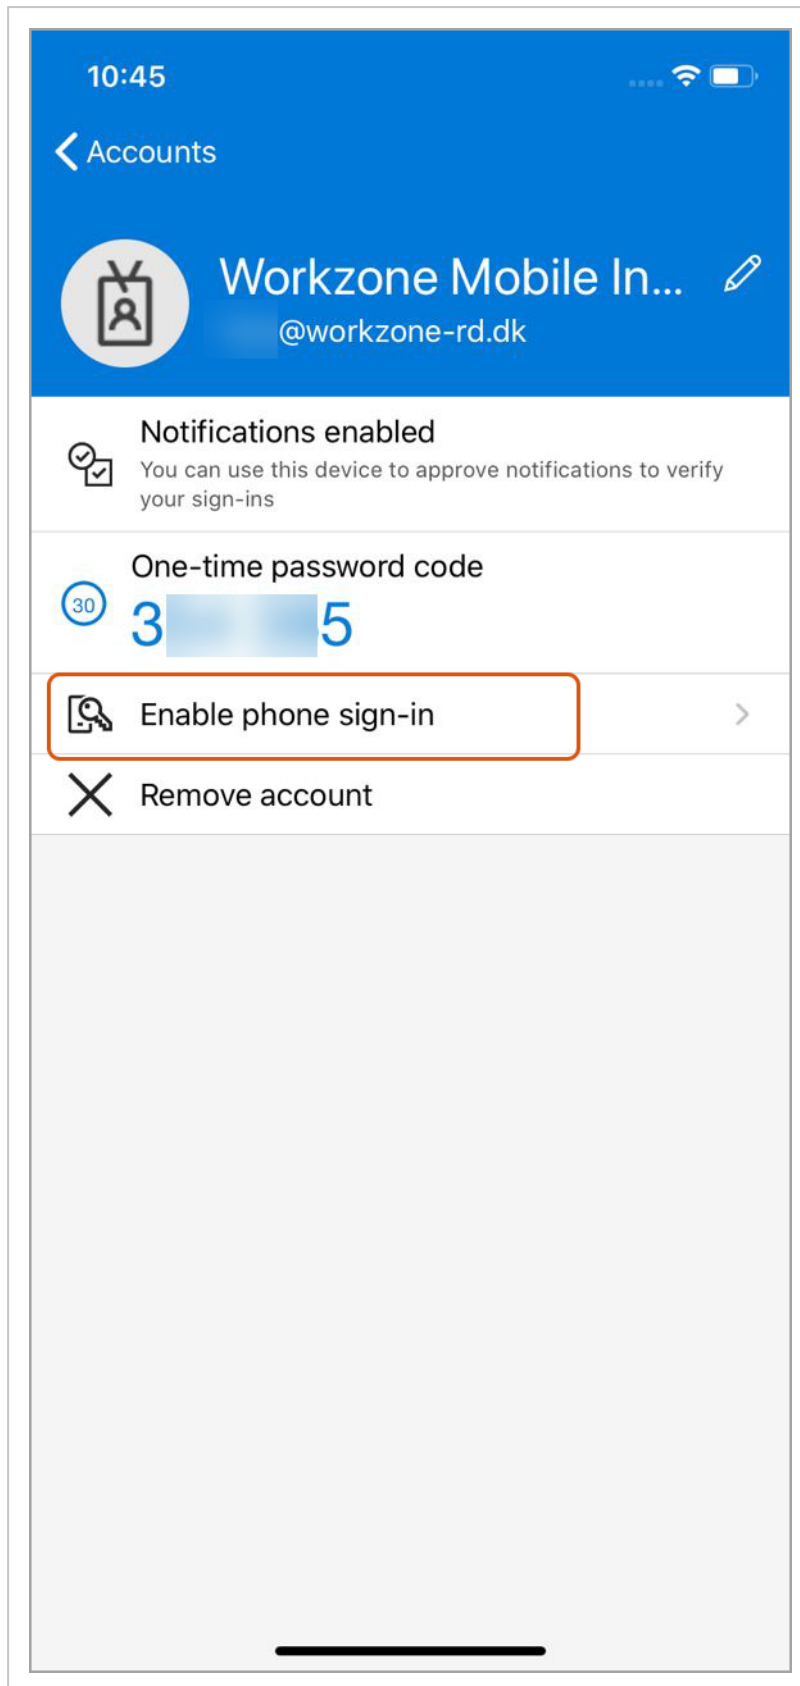 10:45
Accounts
Workzone Mobile In...
@workzone-rd.dk
Notifications enabled
You can use this device to approve notifications to verify
your sign-ins
One-time password code
30
3 5
Enable phone sign-in
Remove account